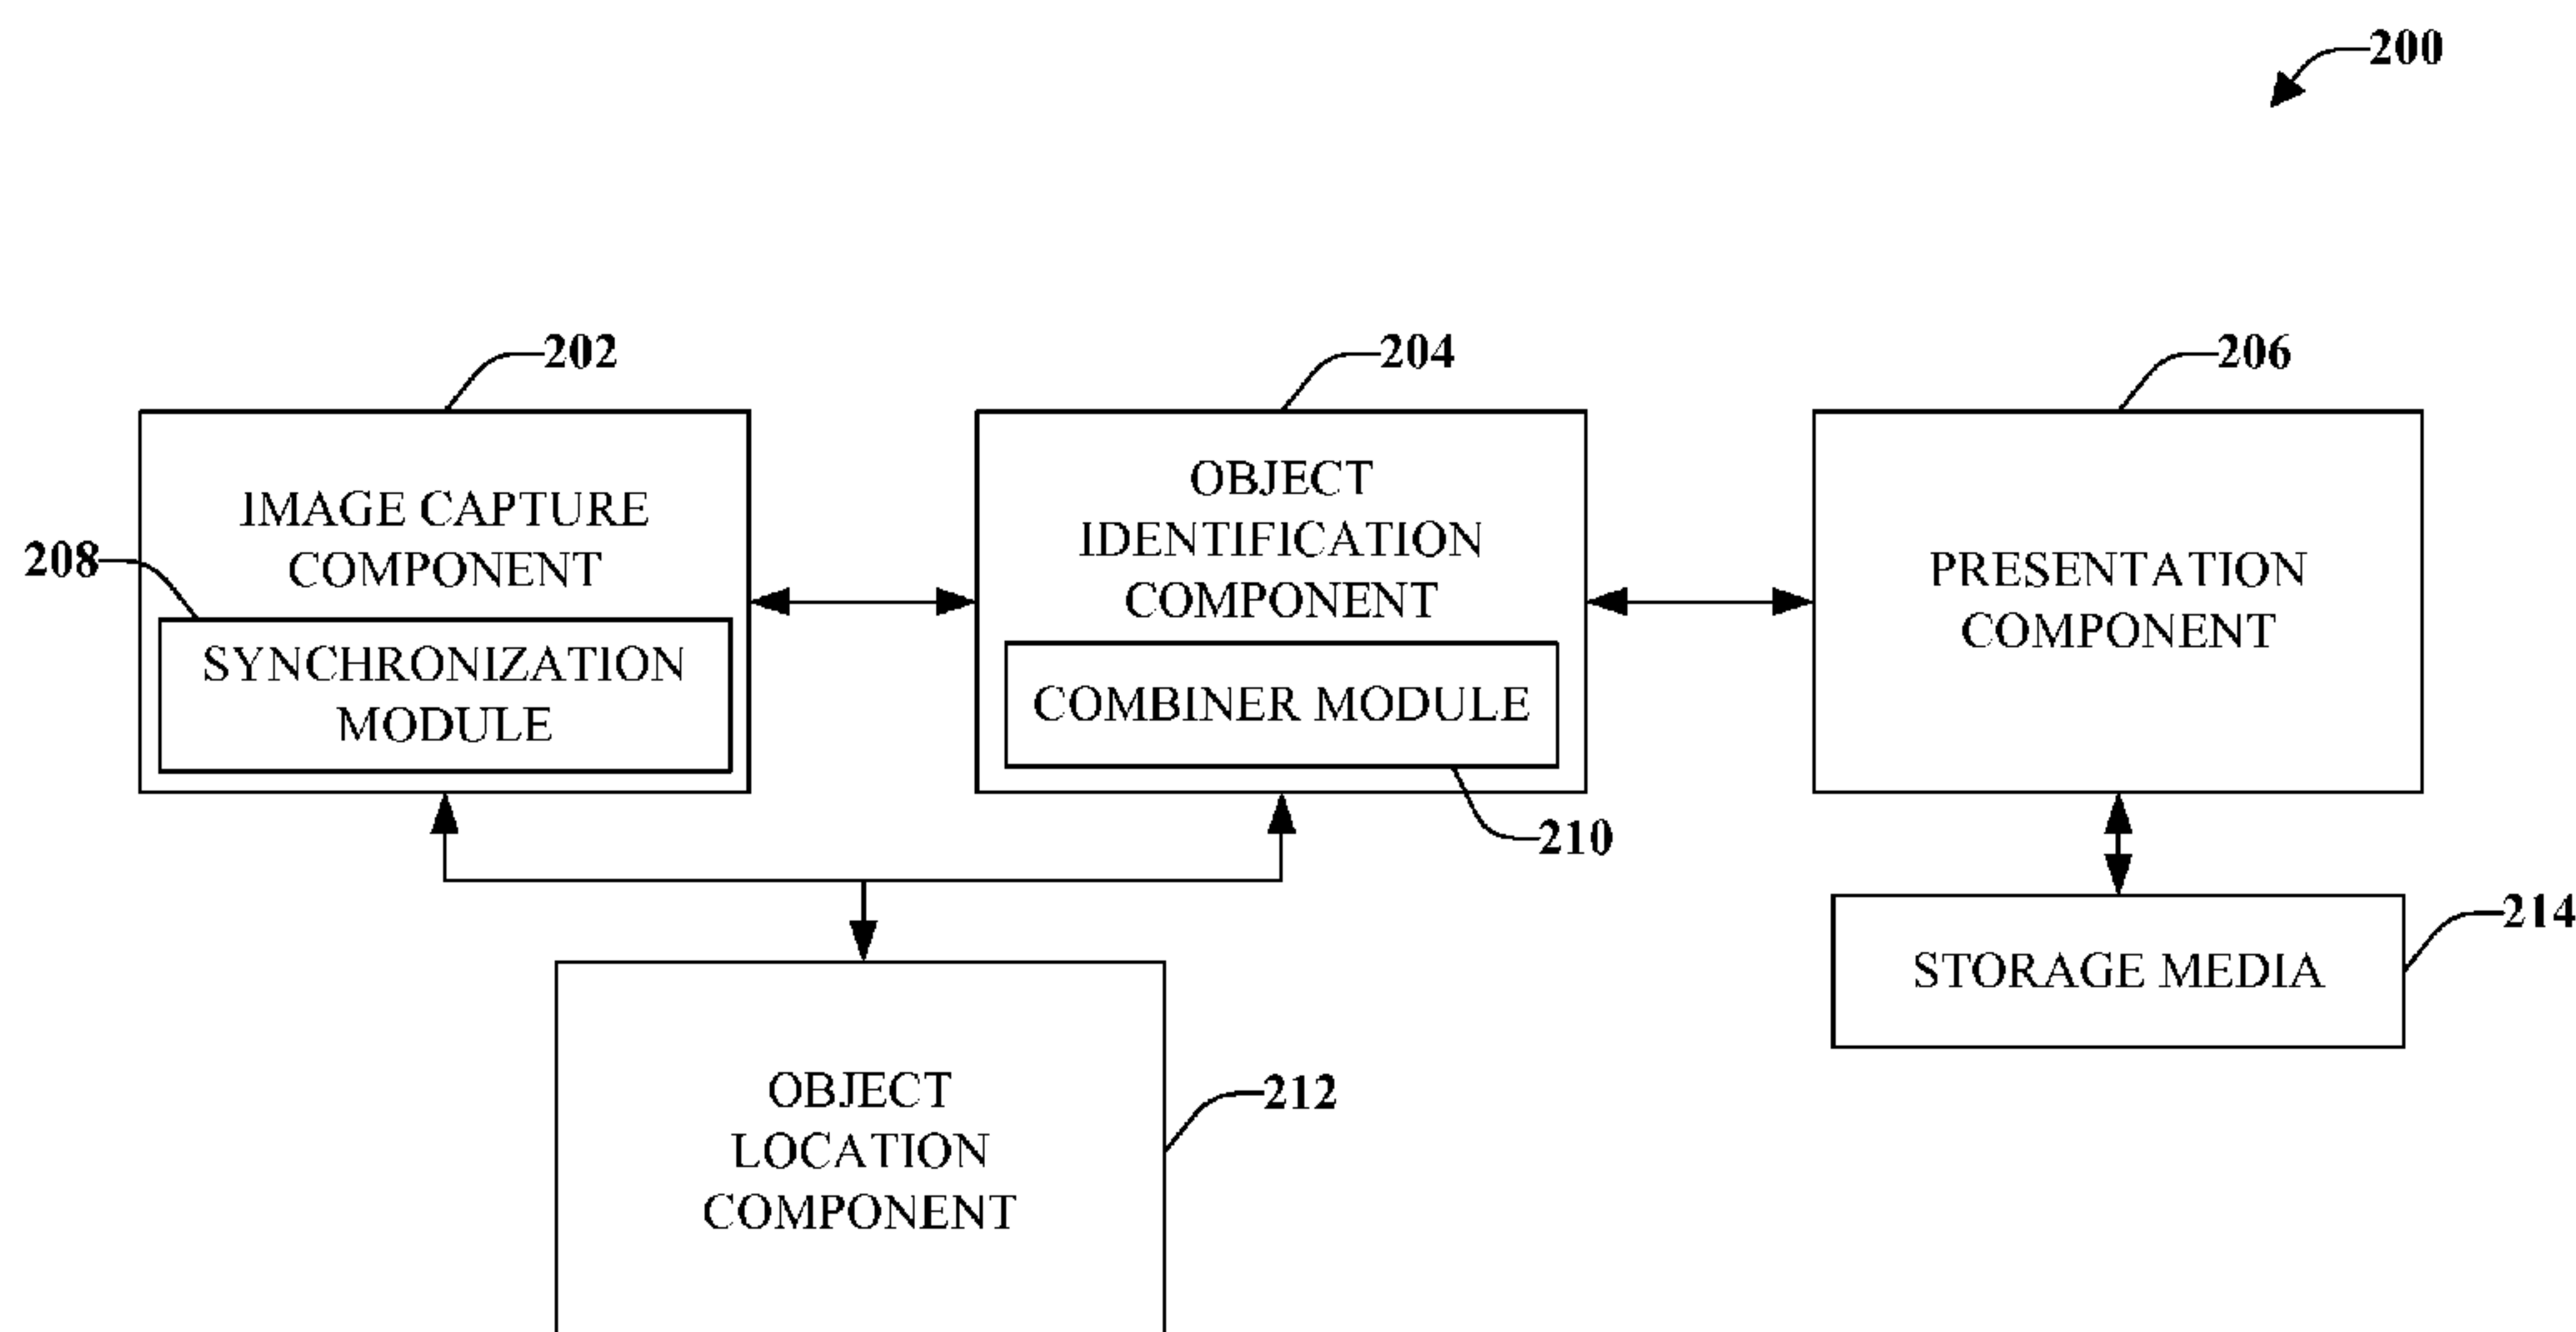 200
202
204
206
IMAGE CAPTURE
COMPONENT
208
SYNCHRONIZATION
MODULE
OBJECT
IDENTIFICATION
COMPONENT
COMBINER MODULE
210
PRESENTATION
COMPONENT
STORAGE MEDIA
214
OBJECT
LOCATION
COMPONENT
212